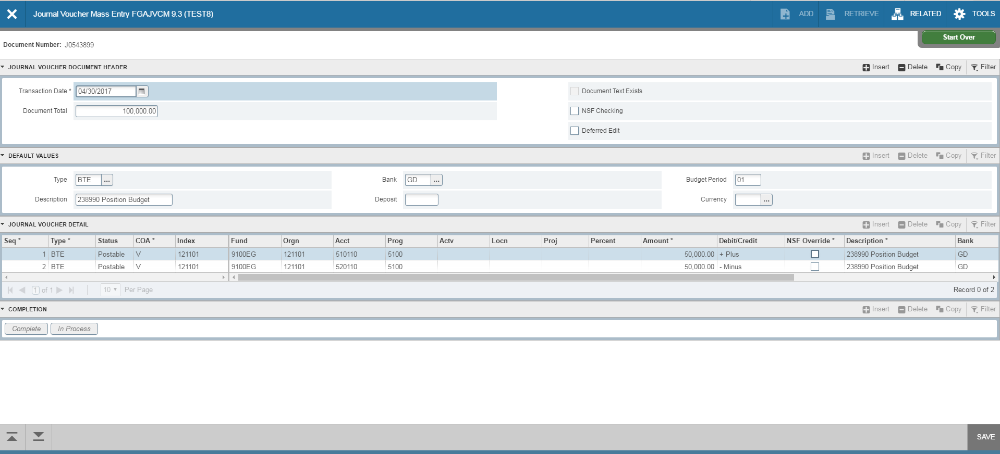 Journal Voucher Mass Entry FGAJVCM 9.3 (TEST8) ADD RETRIEVE RELATED TOOLS
Start Over
Document Number: J0543899
JOURNAL VOUCHER DOCUMENT HEADER Insert Delete Copy Filter
Transaction Date * 04/30/2017 Document Text Exists
Document Total 100,000.00 NSF Checking
Deferred Edit
DEFAULT VALUES Insert Delete Copy Filter
Type BTE ... Bank GD ... Budget Period 01
Description 238990 Position Budget Deposit Currency ...
JOURNAL VOUCHER DETAIL Insert Delete Copy Filter
Seq * Type * Status COA * Index Fund Orgn Acct Prog Actv Locn Proj Percent Amount * Debit/Credit NSF Override * Description * Bank
1 BTE Postable V 121101 9100EG 121101 510110 5100 50,000.00 + Plus 238990 Position Budget GD
2 BTE Postable V 121101 9100EG 121101 520110 5100 50,000.00 - Minus 238990 Position Budget GD
1 of 1 10 Per Page Record 0 of 2
COMPLETION Insert Delete Copy Filter
Complete In Process
SAVE